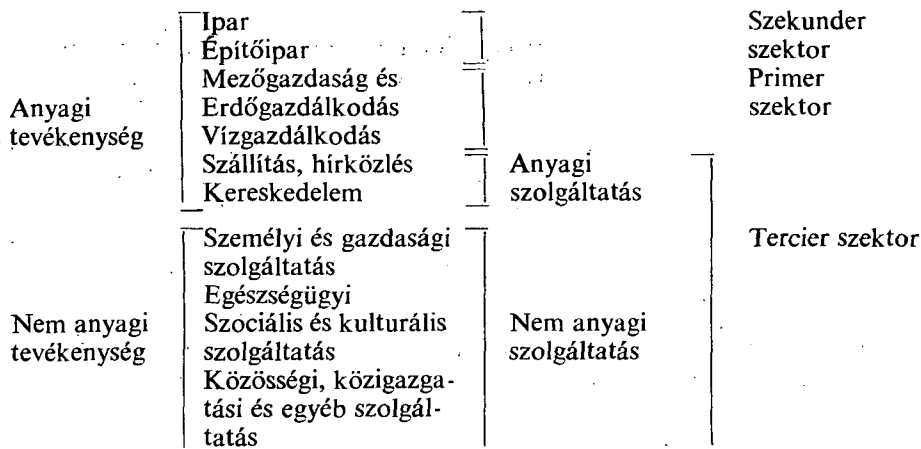 Anyagi
tevékenység
Ipar
Építőipar
Mezőgazdaság és
Erdőgazdálkodás
Vízgazdálkodás
Szállítás, hírközlés
Kereskedelem
Anyagi
szolgáltatás
Szekunder
szektor
Primer
szektor
Nem anyagi
tevékenység
Személyi és gazdasági
szolgáltatás
Egészségügyi
Szociális és kulturális
szolgáltatás
Közösségi, közigazga-
tási és egyéb szolgál-
tatás
Nem anyagi
szolgáltatás
Tercier szektor